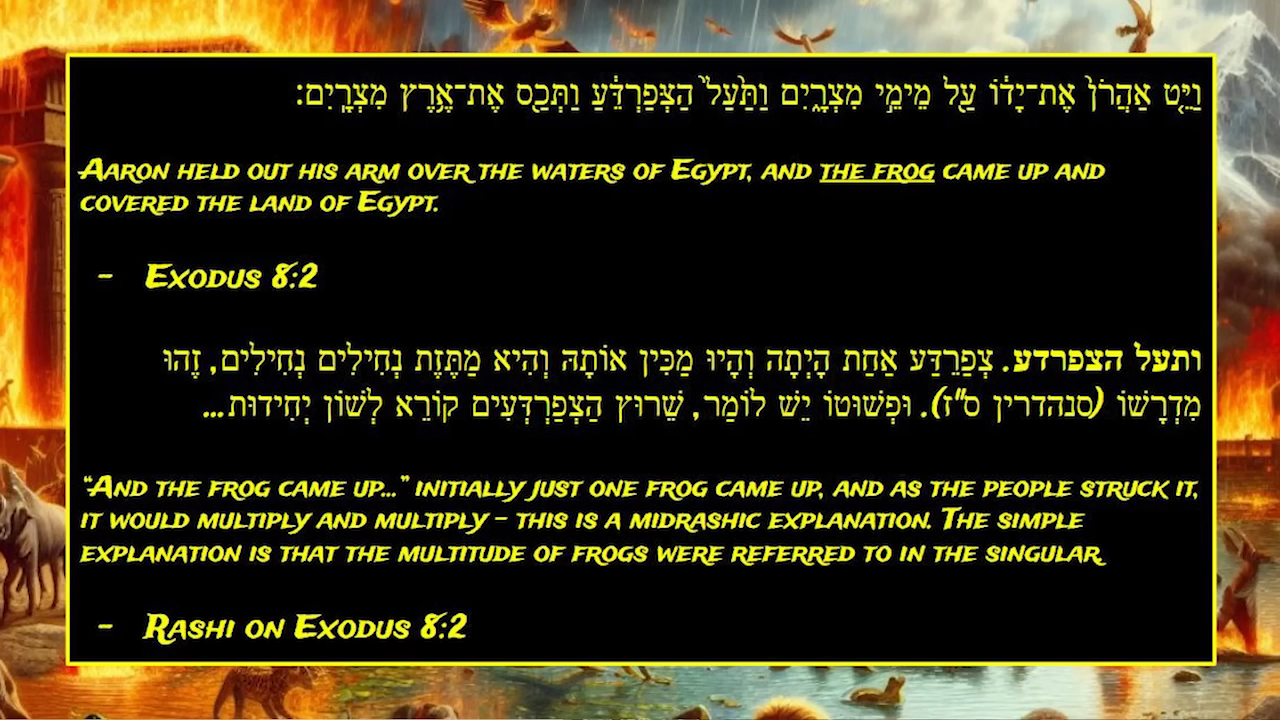 וַיֵּ֤ט אַהֲרֹן֙ אֶת־יָד֔וֹ עַ֖ל מֵימֵ֣י מִצְרָ֑יִם וַתַּ֙עַל֙ הַצְּפַרְדֵּ֔עַ וַתְּכַ֖ס אֶת־אֶ֥רֶץ מִצְרָֽיִם׃
Aaron held out his arm over the waters of Egypt, and the frog came up and
covered the land of Egypt.
- Exodus 8:2
ותעל הצפרדע. צְפַרֵדַּע אַחַת הָיְתָה וְהָיוּ מַכִּין אוֹתָהּ וְהִיא מַתֶּזֶת נְחִילִים נְחִילִים, זֶהוּ
מִדְרָשׁוֹ (סנהדרין ס"ז). וּפְשׁוּטוֹ יֵשׁ לוֹמַר, שֵׁרוּץ הַצְפַרְדְּעִים קוֹרֵא לְשׁוֹן יְחִידוּת...
“And the frog came up...” initially just one frog came up, and as the people struck it,
it would multiply and multiply – this is a midrashic explanation. The simple
explanation is that the multitude of frogs were referred to in the singular
- Rashi on Exodus 8:2